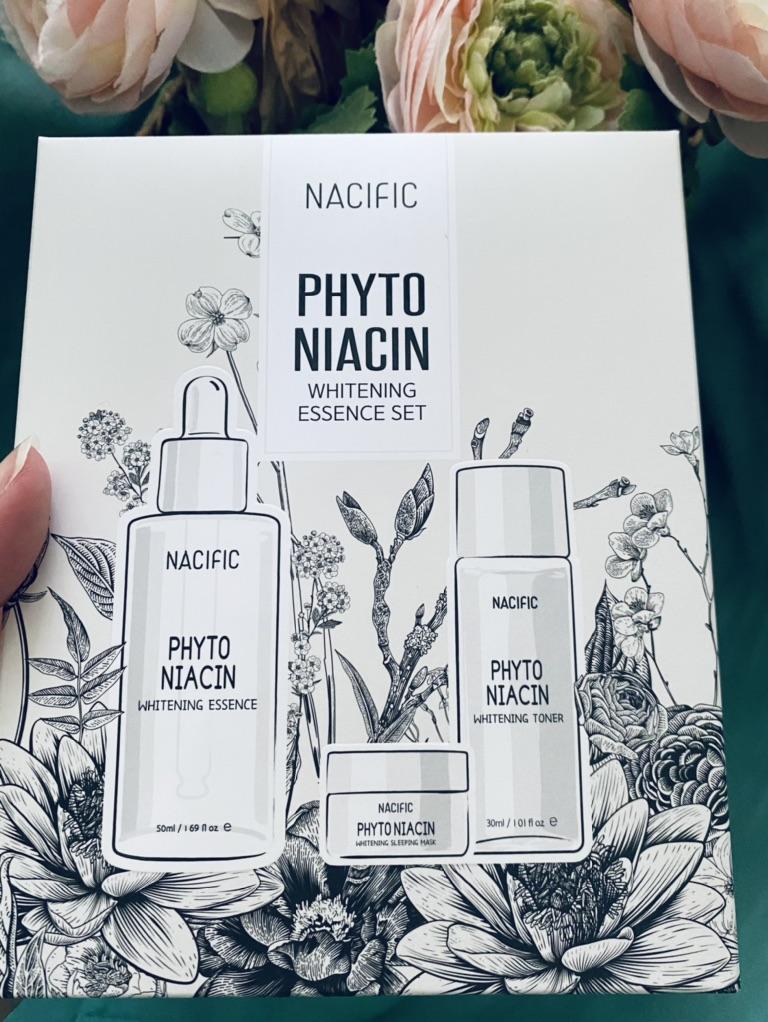 NACIFIC
PHYTO
NIACIN
WHITENING
ESSENCE SET
NACIFIC
PHYTO
NIACIN
WHITENING ESSENCE
50ml / 1 69 fl oz e
NACIFIC
PHYTO NIACIN
WHITENING SLEEPING MASK
NACIFIC
PHYTO
NIACIN
WHITENING TONER
30ml / 1 01 fl oz e